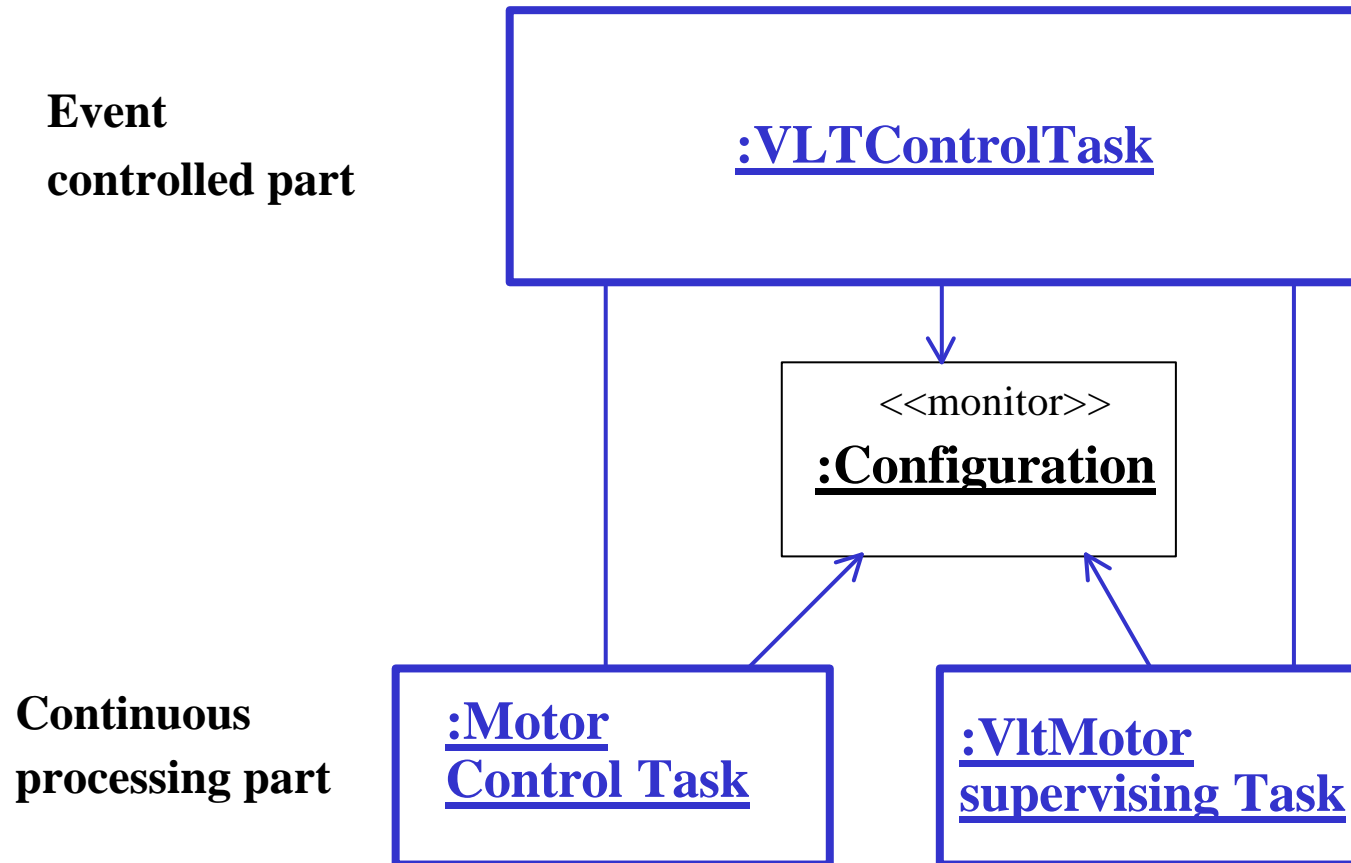 Event
controlled part
:VLTControlTask
<<monitor>>
:Configuration
Continuous
processing part
:Motor
Control Task
:VltMotor
supervising Task